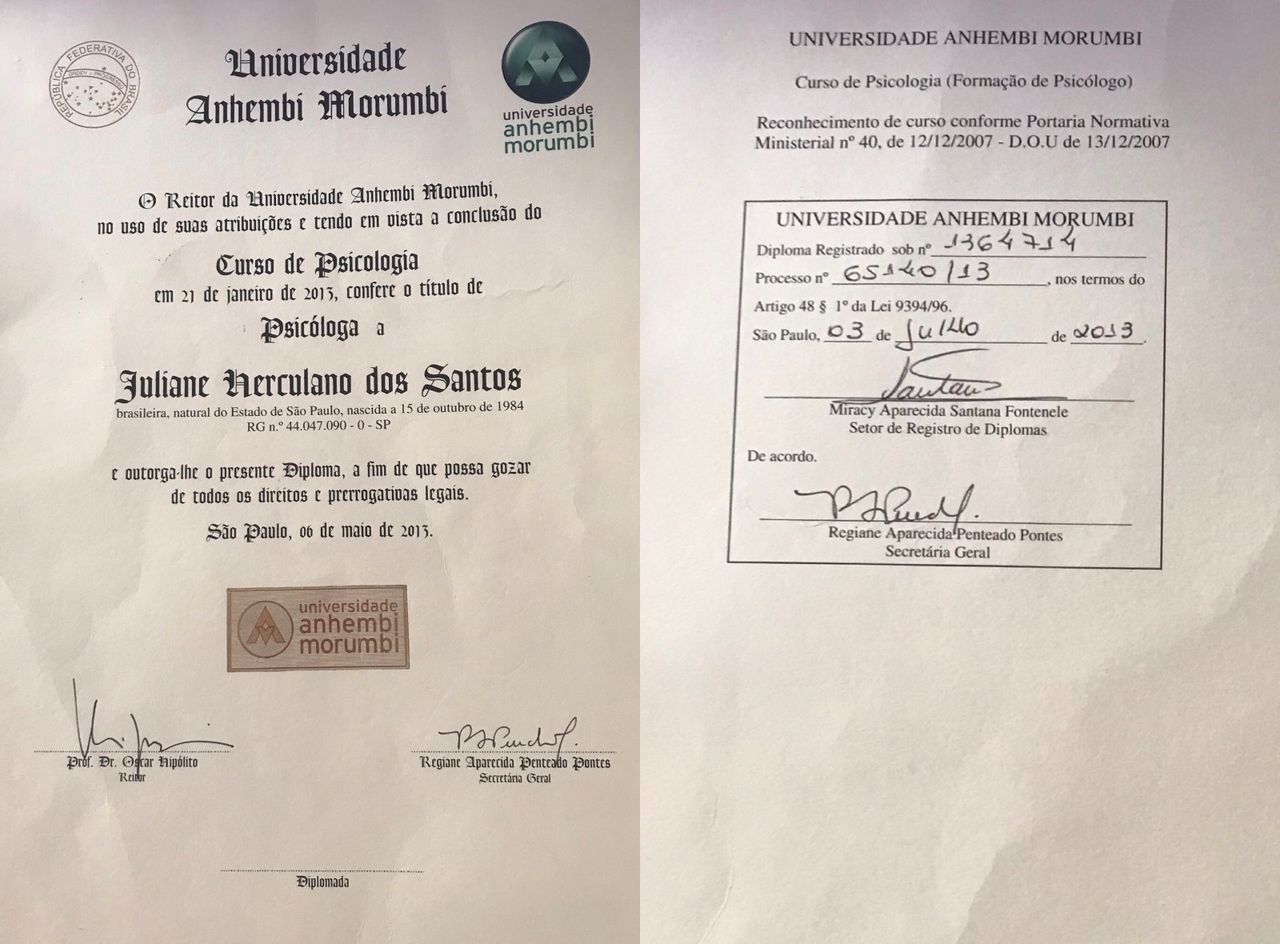 REPÚBLICA FEDERATIVA DO BRASIL
ORDEM E PROGRESSO
Universidade
Anhembi Morumbi
universidade
anhembi
morumbi
O Reitor da Universidade Anhembi Morumbi,
no uso de suas atribuições e tendo em vista a conclusão do
Curso de Psicologia
em 21 de janeiro de 2013, confere o título de
Psicóloga a
Juliane Herculano dos Santos
brasileira, natural do Estado de São Paulo, nascida a 15 de outubro de 1984
RG n.º 44.047.090 - 0 - SP
e outorga-lhe o presente Diploma, a fim de que possa gozar
de todos os direitos e prerrogativas legais.
São Paulo, 06 de maio de 2013.
universidade
anhembi
morumbi
Prof. Dr. Oscar Hipólito
Reitor
Regiane Aparecida Penteado Pontes
Secretária Geral
Diplomada
UNIVERSIDADE ANHEMBI MORUMBI
Curso de Psicologia (Formação de Psicólogo)
Reconhecimento de curso conforme Portaria Normativa
Ministerial nº 40, de 12/12/2007 - D.O.U de 13/12/2007
UNIVERSIDADE ANHEMBI MORUMBI
Diploma Registrado sob nº 1364714
Processo nº 65140/13, nos termos do
Artigo 48 § 1º da Lei 9394/96.
São Paulo, 03 de Julho de 2013.
Santana
Miracy Aparecida Santana Fontenele
Setor de Registro de Diplomas
De acordo.
Regiane Aparecida Penteado Pontes
Secretária Geral